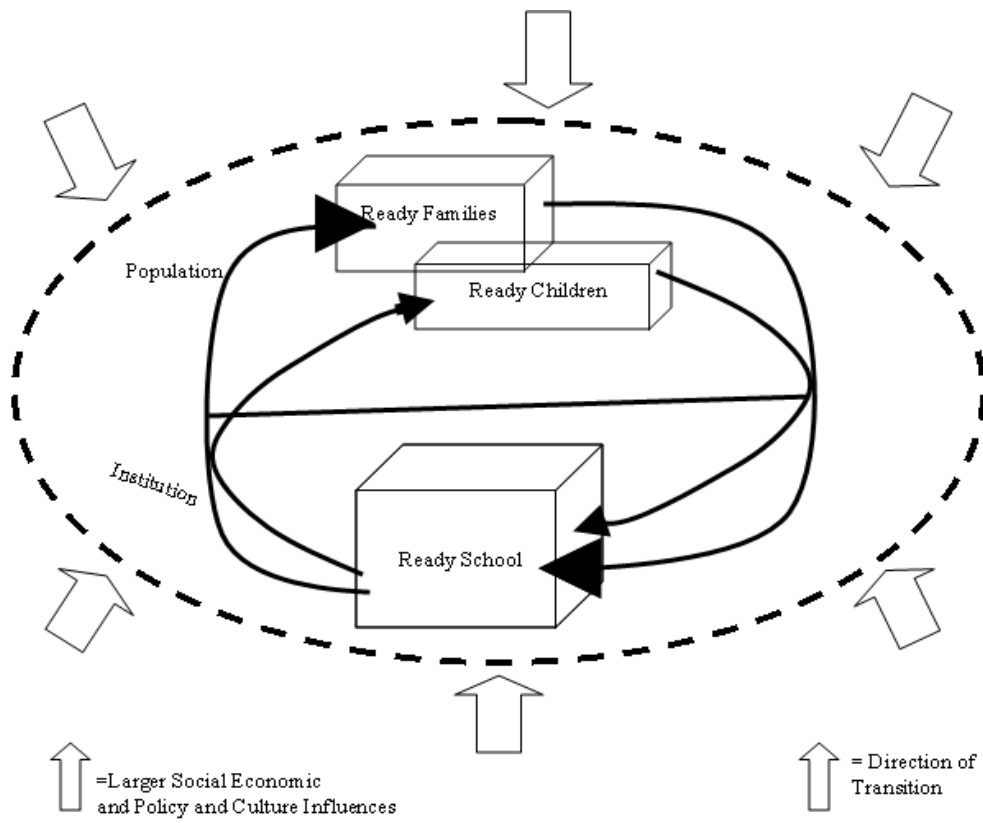 Ready Families
Population
Ready Children
Institution
Ready School
=Larger Social Economic
and Policy and Culture Influences
= Direction of
Transition